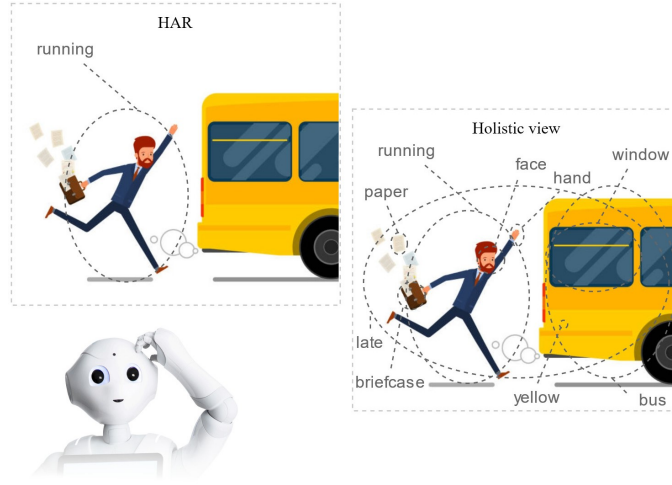 HAR
running
Holistic view
running
face
window
hand
paper
late
briefcase
yellow
bus